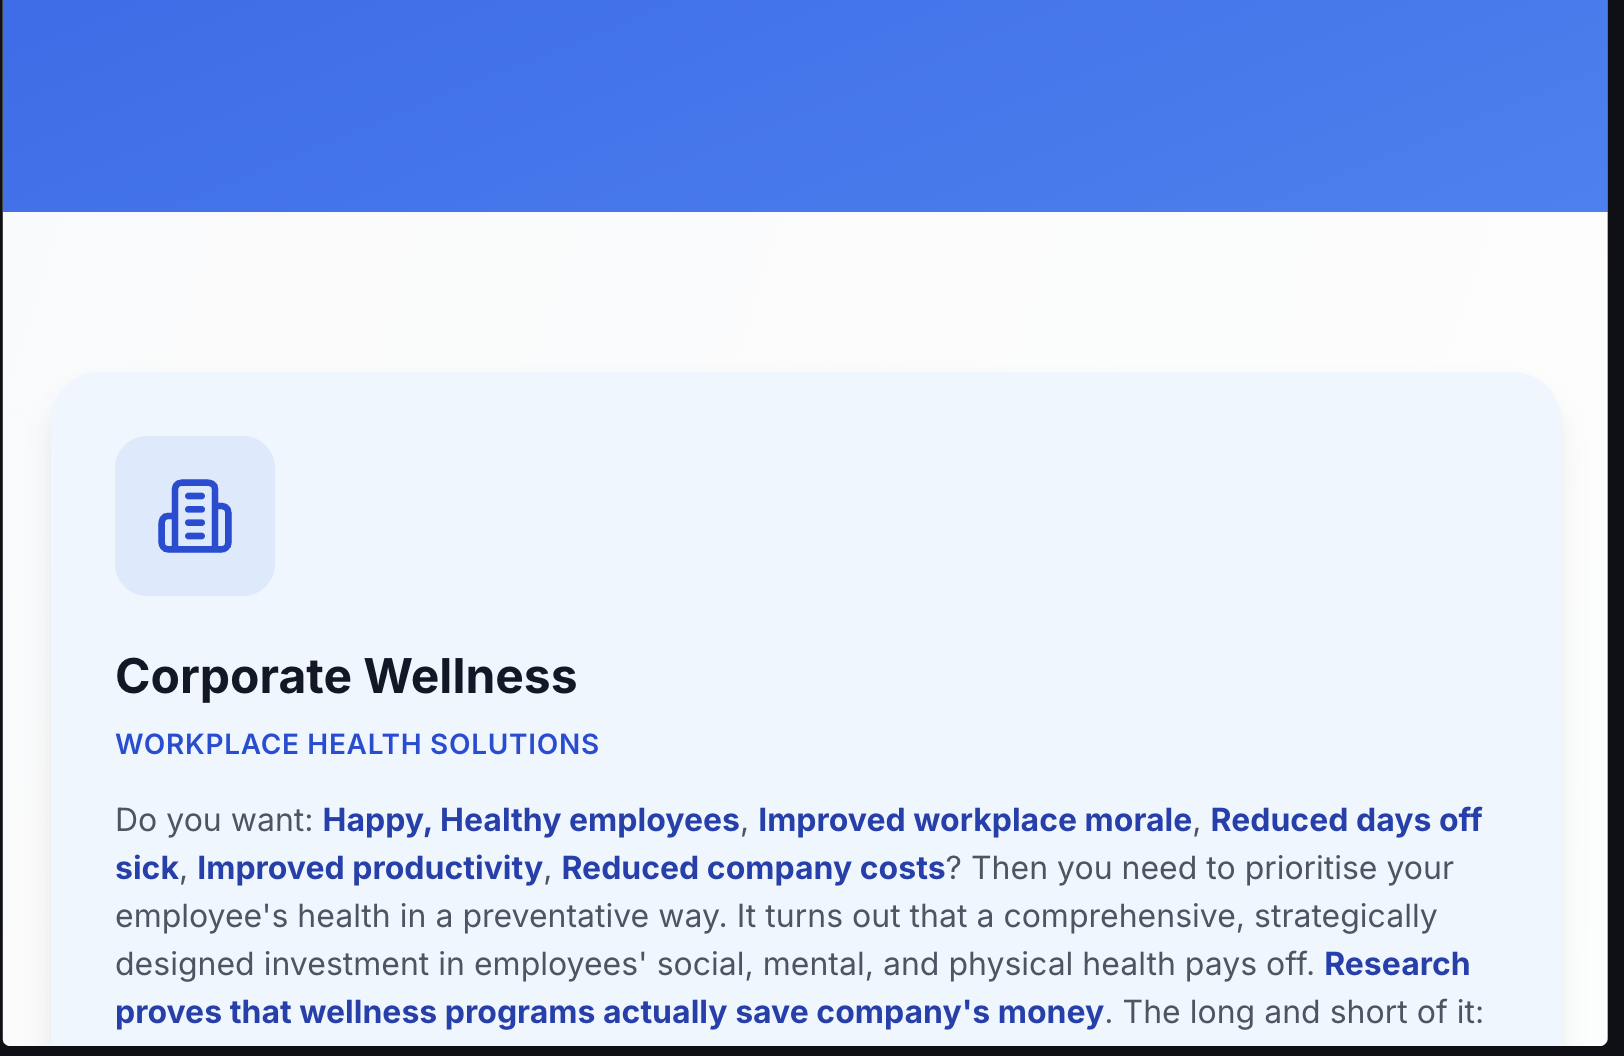 Corporate Wellness
WORKPLACE HEALTH SOLUTIONS
Do you want: Happy, Healthy employees, Improved workplace morale, Reduced days off
sick, Improved productivity, Reduced company costs? Then you need to prioritise your
employee's health in a preventative way. It turns out that a comprehensive, strategically
designed investment in employees' social, mental, and physical health pays off. Research
proves that wellness programs actually save company's money. The long and short of it: